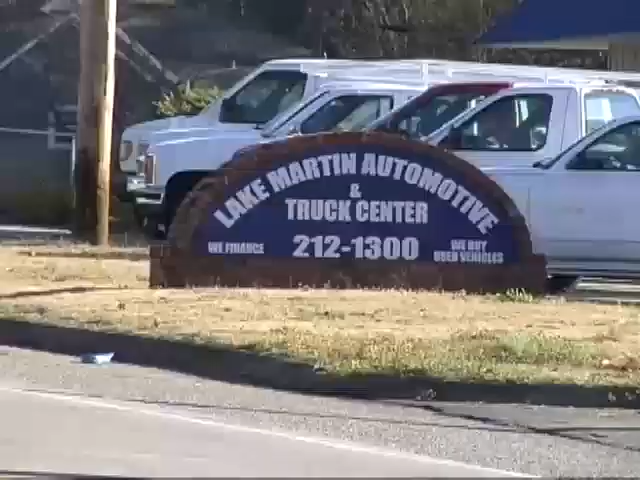 LAKE MARTIN AUTOMOTIVE
&
TRUCK CENTER
WE FINANCE
212-1300
WE BUY
USED VEHICLES